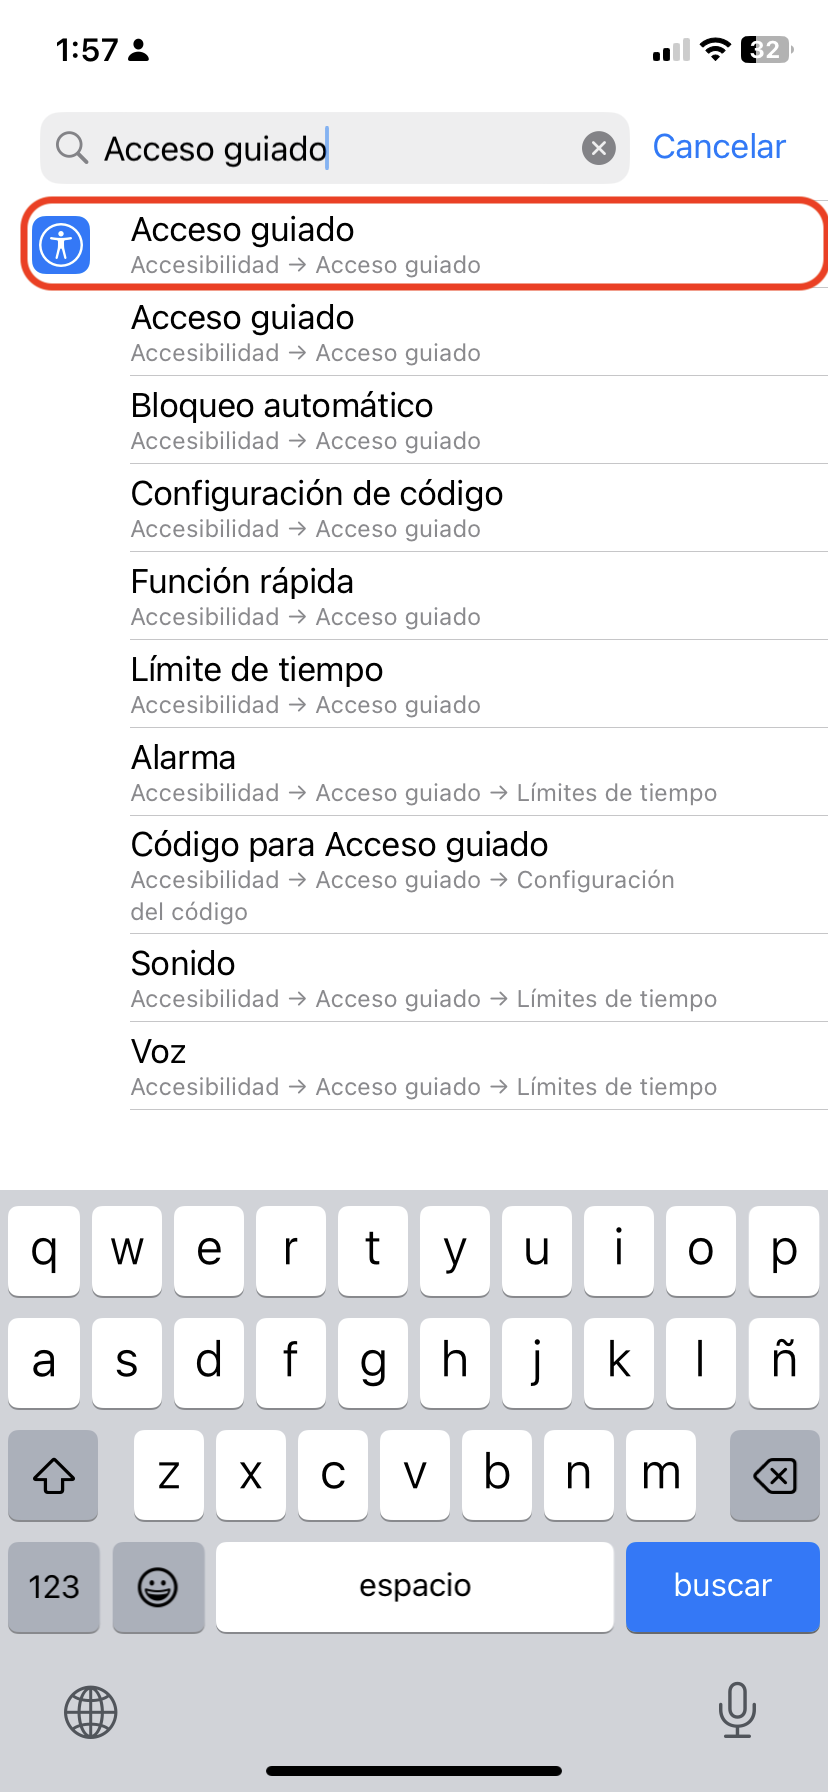 1:57
32
Acceso guiado
Cancelar
Acceso guiado
Accesibilidad → Acceso guiado
Acceso guiado
Accesibilidad → Acceso guiado
Bloqueo automático
Accesibilidad → Acceso guiado
Configuración de código
Accesibilidad → Acceso guiado
Función rápida
Accesibilidad → Acceso guiado
Límite de tiempo
Accesibilidad → Acceso guiado
Alarma
Accesibilidad → Acceso guiado → Límites de tiempo
Código para Acceso guiado
Accesibilidad → Acceso guiado → Configuración
del código
Sonido
Accesibilidad → Acceso guiado → Límites de tiempo
Voz
Accesibilidad → Acceso guiado → Límites de tiempo
q w e r t y u i o p
a s d f g h j k l ñ
z x c v b n m
123 espacio buscar